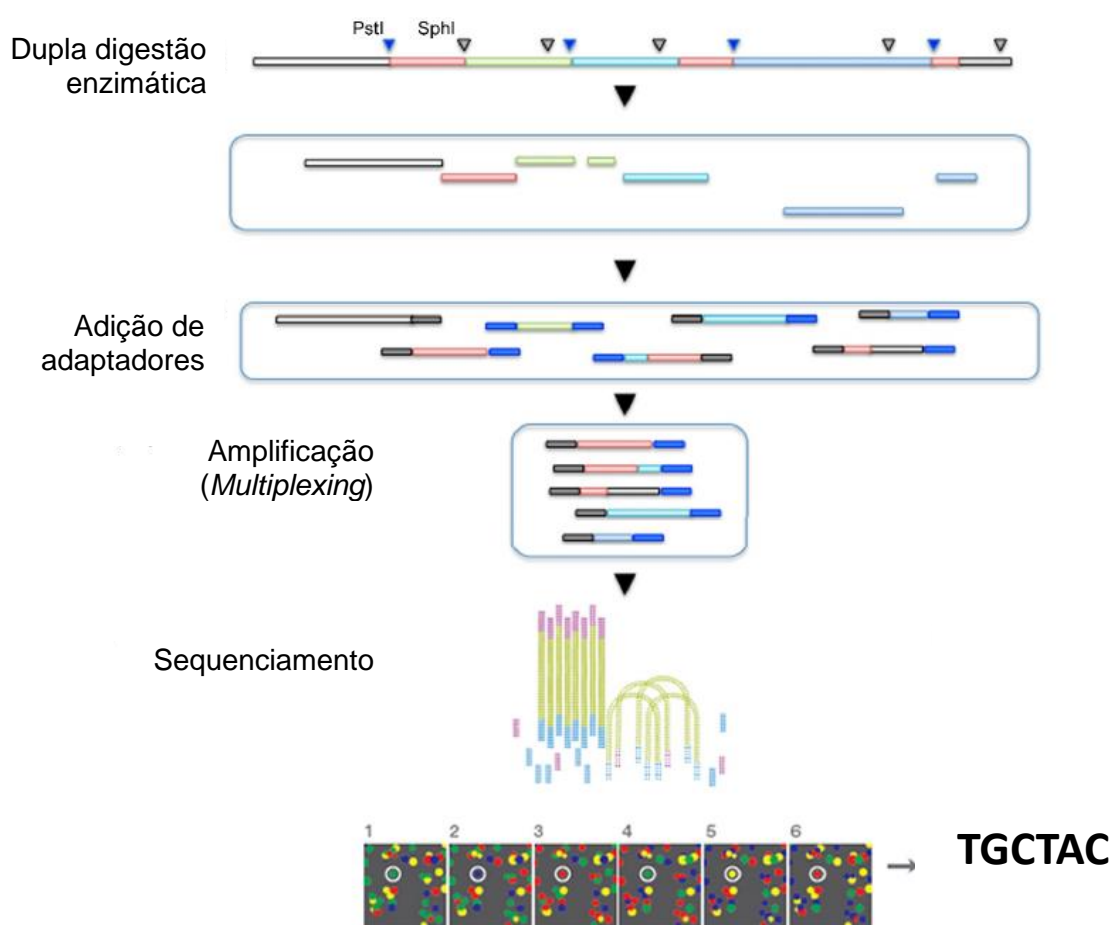 PstI SphI
Dupla digestão
enzimática
Adição de
adaptadores
Amplificação
(Multiplexing)
Sequenciamento
1 2 3 4 5 6
TGCTAC